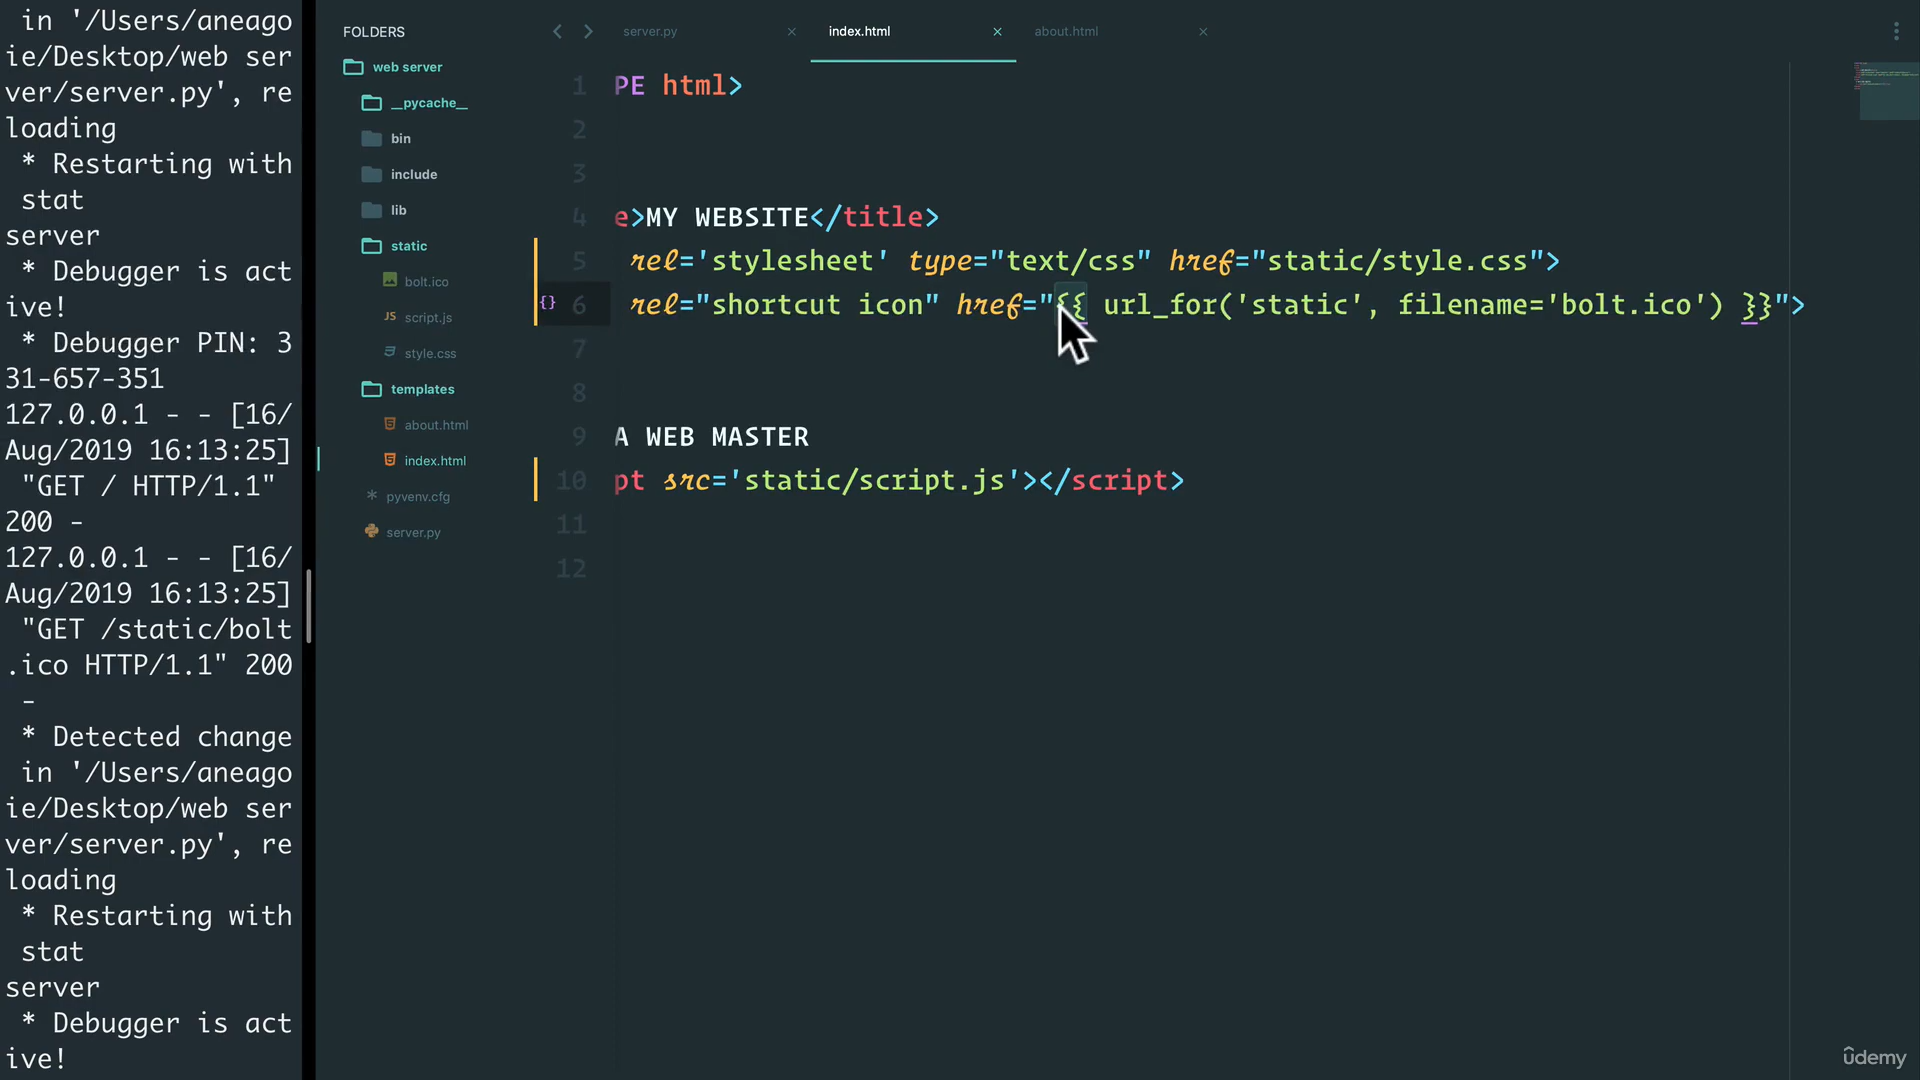 in '/Users/aneago
ie/Desktop/web ser
ver/server.py', re
loading
* Restarting with
stat
server
* Debugger is act
ive!
* Debugger PIN: 3
31-657-351
127.0.0.1 - - [16/
Aug/2019 16:13:25]
"GET / HTTP/1.1"
200 -
127.0.0.1 - - [16/
Aug/2019 16:13:25]
"GET /static/bolt
.ico HTTP/1.1" 200
-
* Detected change
in '/Users/aneago
ie/Desktop/web ser
ver/server.py', re
loading
* Restarting with
stat
server
* Debugger is act
ive!
FOLDERS
web server
__pycache__
bin
include
lib
static
bolt.ico
JS script.js
style.css
templates
about.html
index.html
* pyvenv.cfg
server.py
server.py × index.html × about.html ×
1 PE html>
2
3
4 e>MY WEBSITE</title>
5 rel='stylesheet' type="text/css" href="static/style.css">
{} 6 rel="shortcut icon" href="{{ url_for('static', filename='bolt.ico') }}">
7
8
9 A WEB MASTER
10 pt src='static/script.js'></script>
11
12
ûdemy